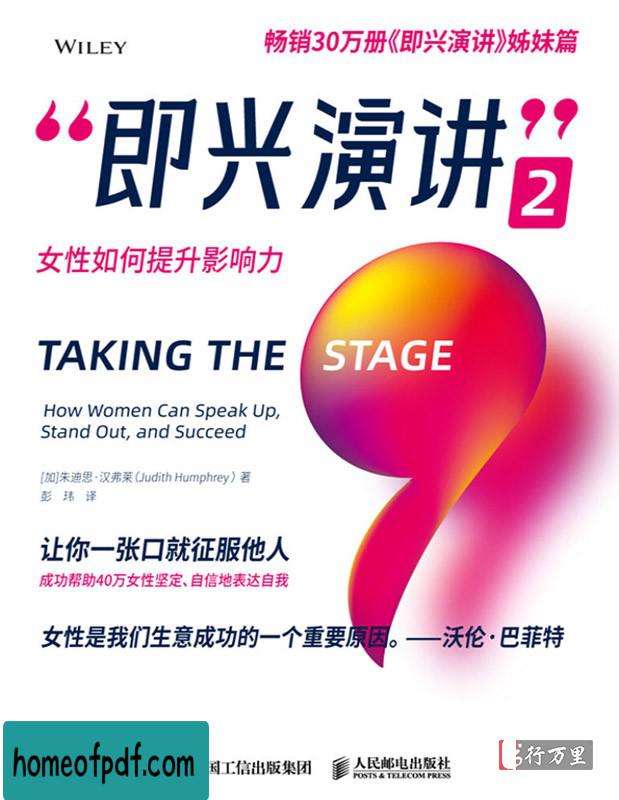 WILEY
畅销30万册《即兴演讲》姊妹篇
“即兴演讲”
2
女性如何提升影响力
TAKING THE STAGE
How Women Can Speak Up,
Stand Out, and Succeed
[加]朱迪思·汉弗莱(Judith Humphrey)著
彭 玮 译
让你一张口就征服他人
成功帮助40万女性坚定、自信地表达自我
女性是我们生意成功的一个重要原因。——沃伦·巴菲特
homeofpdf.com
国工信出版集团
人民邮电出版社
POSTS & TELECOM PRESS
行万里